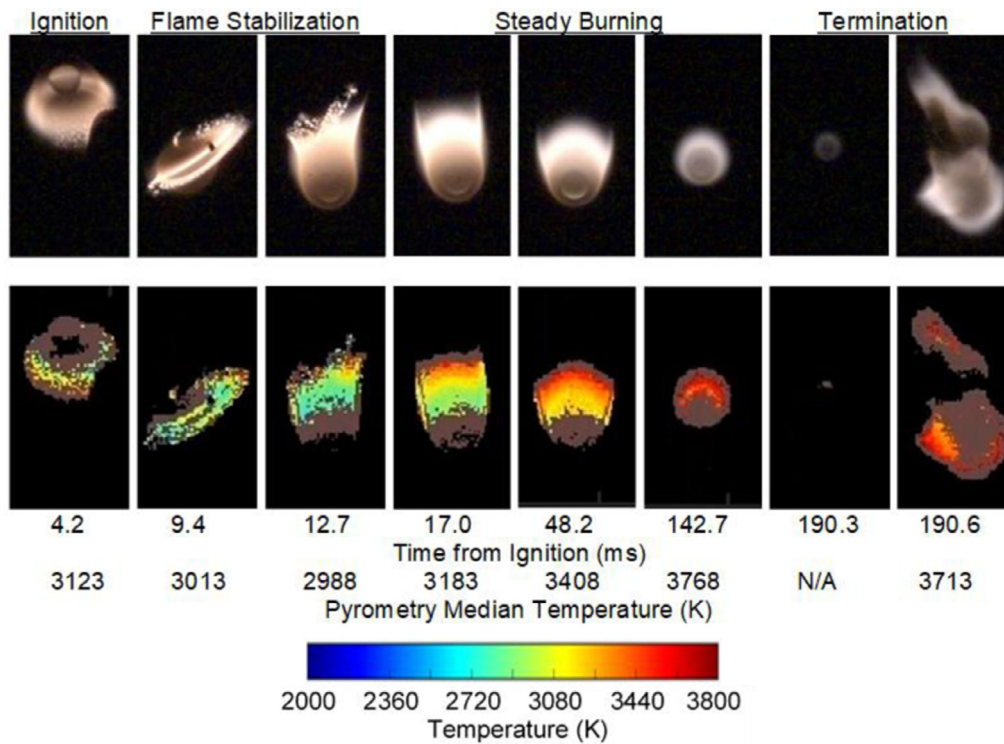 Ignition Flame Stabilization Steady Burning Termination
4.2 9.4 12.7 17.0 48.2 142.7 190.3 190.6
Time from Ignition (ms)
3123 3013 2988 3183 3408 3768 N/A 3713
Pyrometry Median Temperature (K)
2000 2360 2720 3080 3440 3800
Temperature (K)